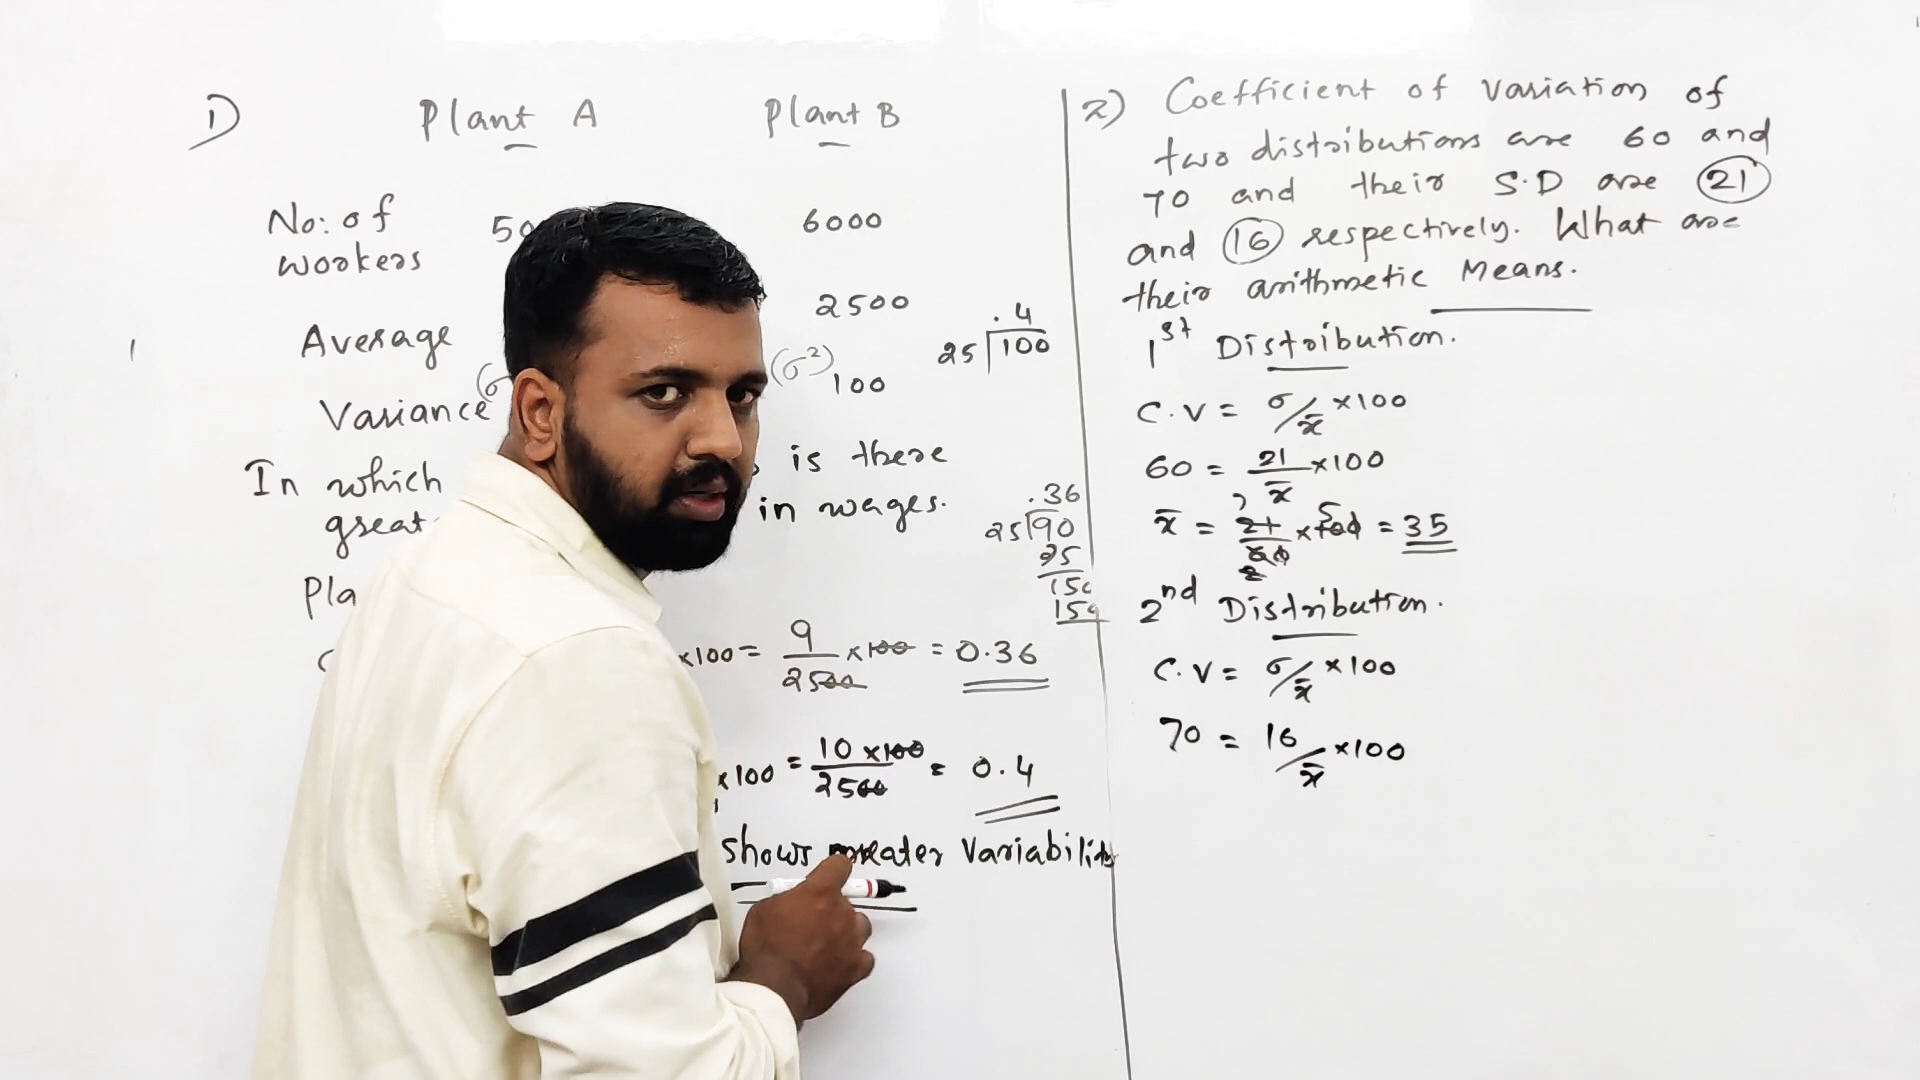 1) Plant A Plant B
No: of 6000
workers
Average 2500
.4
25 100
Variance (σ²) 100
In which is there
in wages.
.36
25 90
25
150
150
×100 = 9/2500 ×100 = 0.36
×100 = 10 ×100/2500 = 0.4
shows greater Variability
2) Coefficient of Variation of
two distributions are 60 and
70 and their S.D are 21
and 16 respectively. What are
their arithmetic Means.
1st Distribution.
C.V = σ/x̄ ×100
60 = 21/x̄ ×100
x̄ = 21/60 ×100 = 35
2nd Distribution.
C.V = σ/x̄ ×100
70 = 16/x̄ ×100